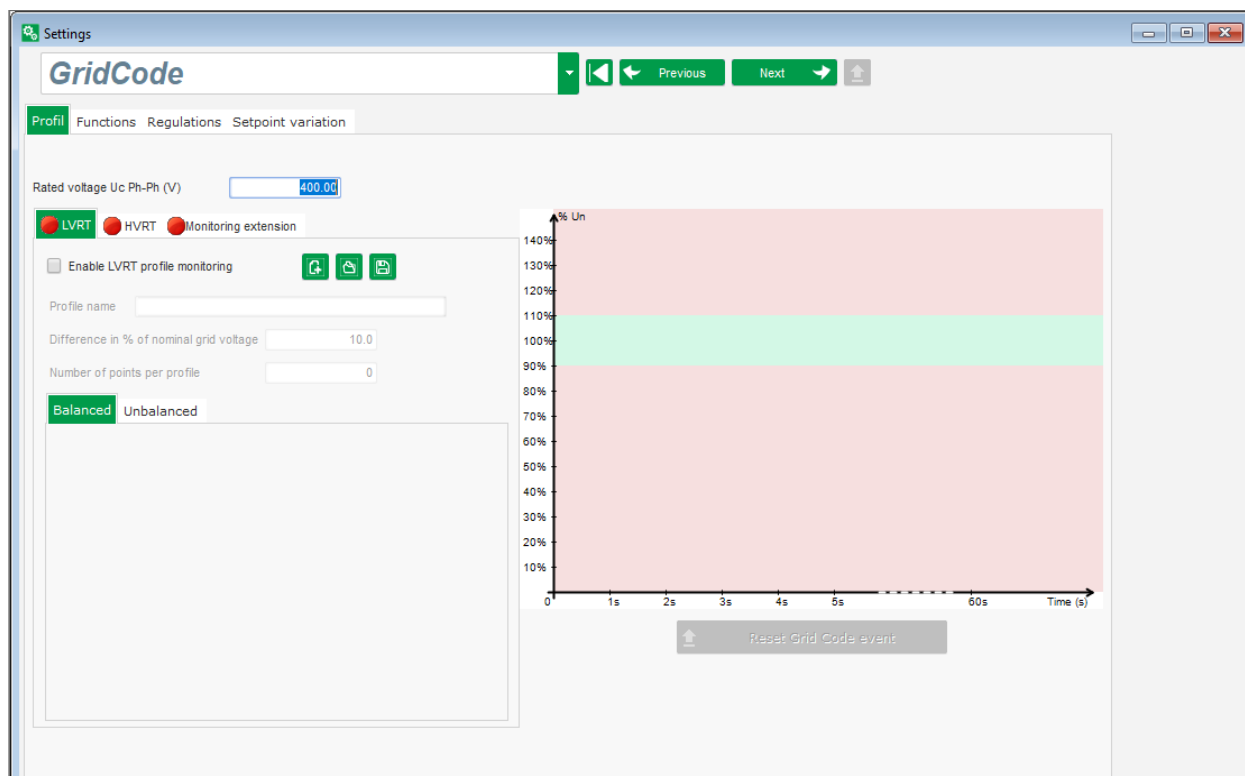 Settings
GridCode
Previous Next
Profil Functions Regulations Setpoint variation
Rated voltage Uc Ph-Ph (V) 400.00
LVRT HVRT Monitoring extension
Enable LVRT profile monitoring
Profile name
Difference in % of nominal grid voltage 10.0
Number of points per profile 0
Balanced Unbalanced
% Un
140%
130%
120%
110%
100%
90%
80%
70%
60%
50%
40%
30%
20%
10%
0 1s 2s 3s 4s 5s 60s Time (s)
Reset Grid Code event